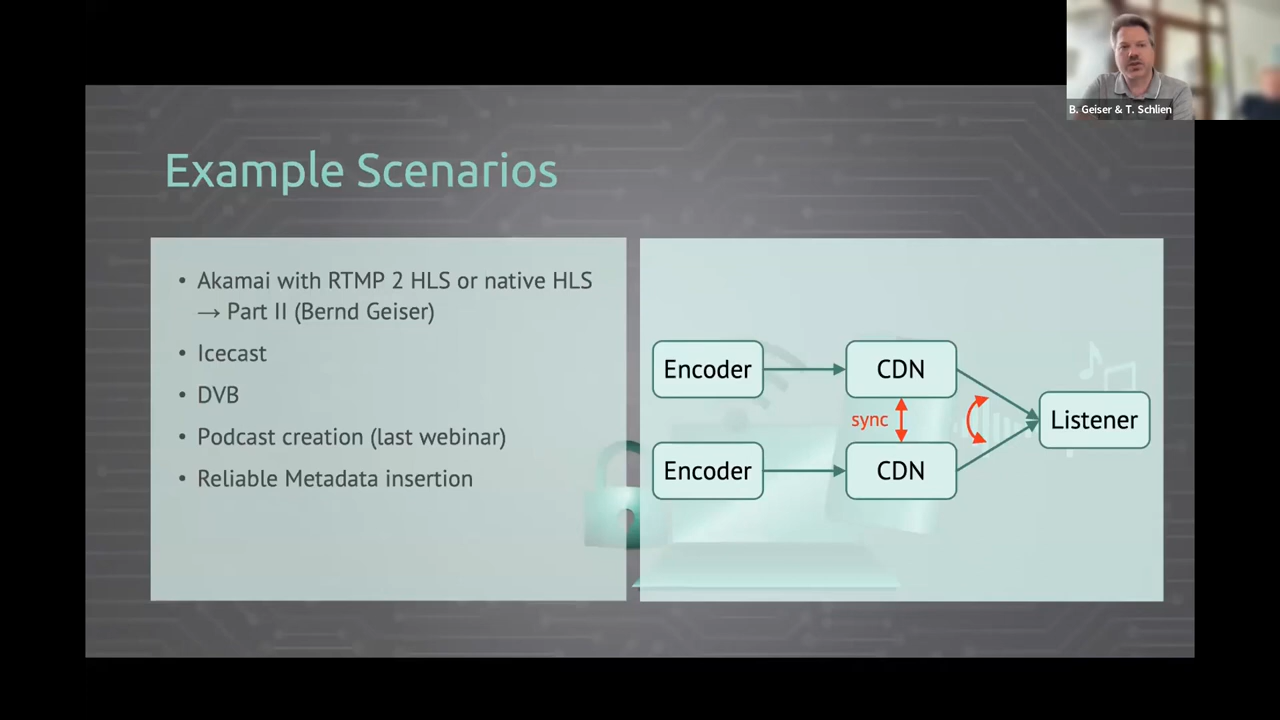 B. Geiser & T. Schlien
Example Scenarios
• Akamai with RTMP 2 HLS or native HLS
→ Part II (Bernd Geiser)
• Icecast
• DVB
• Podcast creation (last webinar)
• Reliable Metadata insertion
Encoder
CDN
sync
Listener
Encoder
CDN